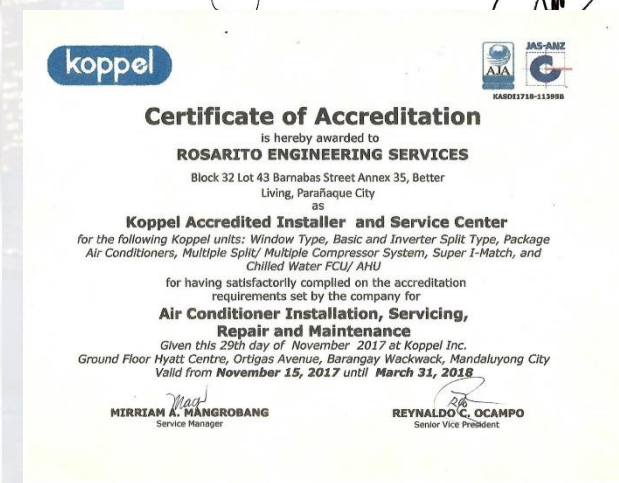 koppel
AJA
JAS-ANZ
KASDI1718-11395B
Certificate of Accreditation
is hereby awarded to
ROSARITO ENGINEERING SERVICES
Block 32 Lot 43 Barnabas Street Annex 35, Better
Living, Parañaque City
as
Koppel Accredited Installer and Service Center
for the following Koppel units: Window Type, Basic and Inverter Split Type, Package
Air Conditioners, Multiple Split/ Multiple Compressor System, Super I-Match, and
Chilled Water FCU/ AHU
for having satisfactorily complied on the accreditation
requirements set by the company for
Air Conditioner Installation, Servicing,
Repair and Maintenance
Given this 29th day of November 2017 at Koppel Inc.
Ground Floor Hyatt Centre, Ortigas Avenue, Barangay Wackwack, Mandaluyong City
Valid from November 15, 2017 until March 31, 2018
MIRRIAM A. MANGROBANG
Service Manager
REYNALDO C. OCAMPO
Senior Vice President